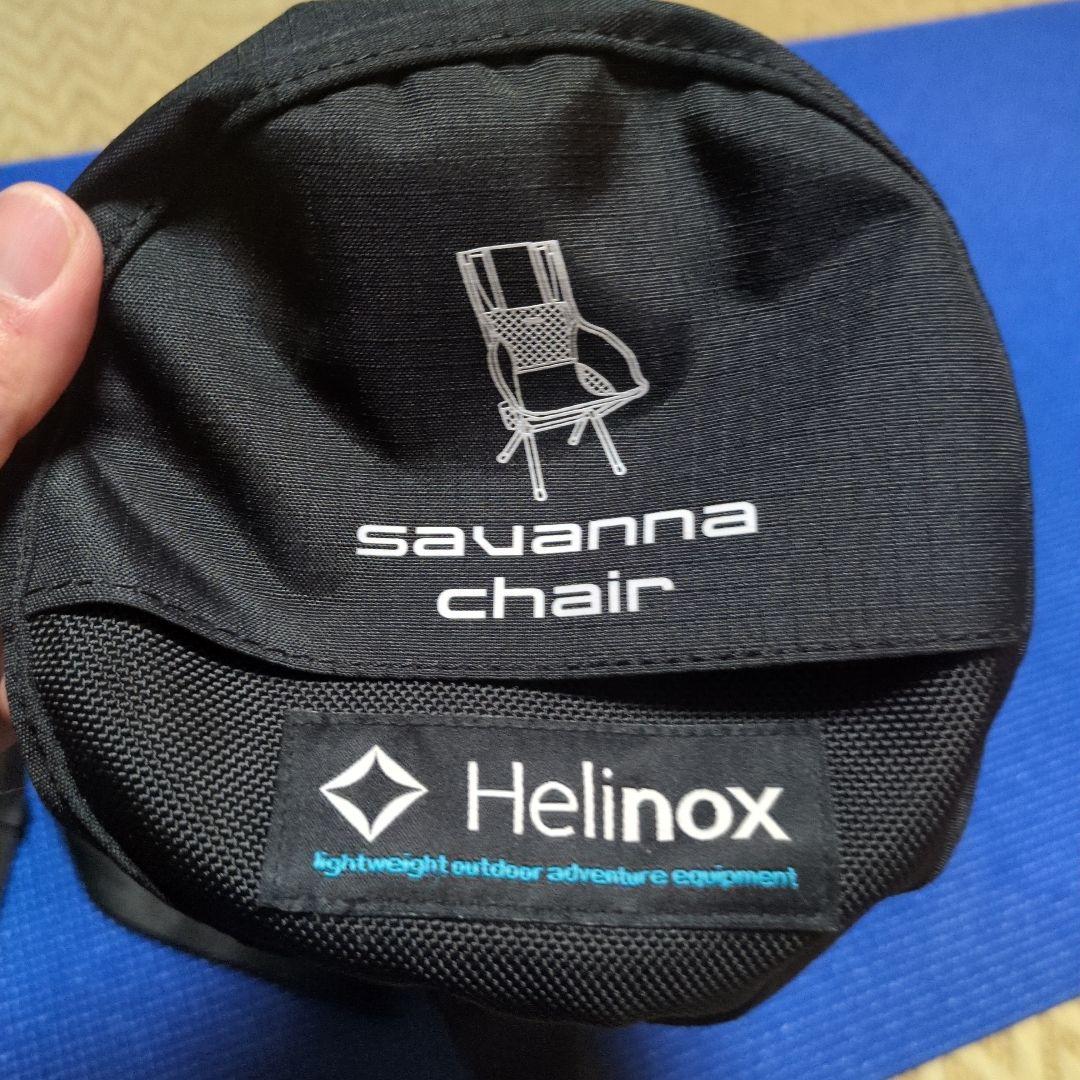 savanna
chair
Helinox
lightweight outdoor adventure equipment